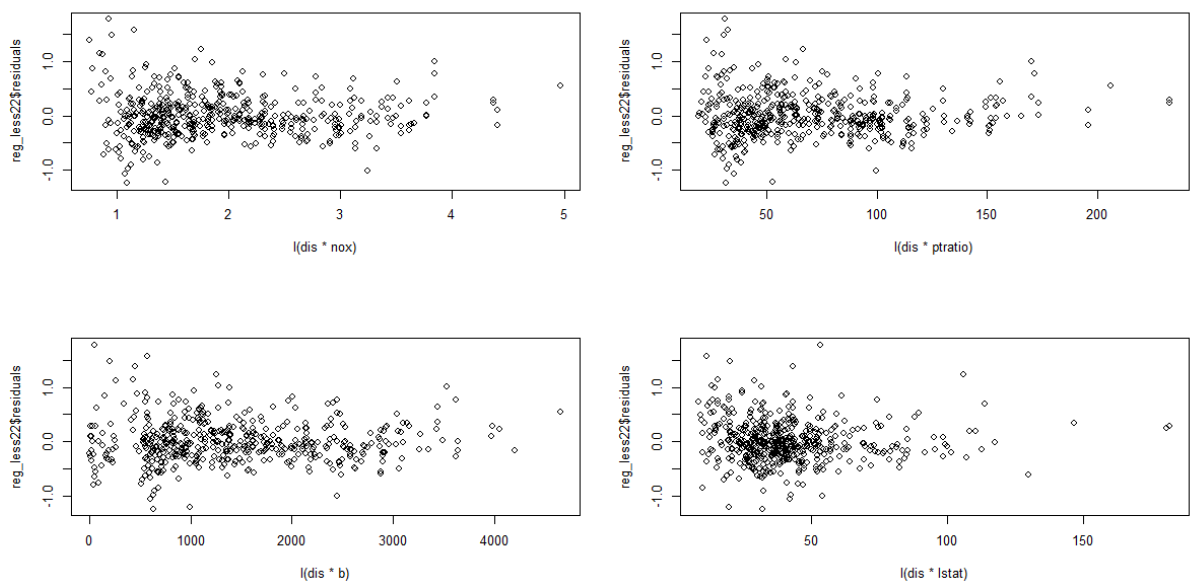 reg_less22$residuals
1.0
0.0
-1.0
1 2 3 4 5
I(dis * nox)
reg_less22$residuals
1.0
0.0
-1.0
50 100 150 200
I(dis * ptratio)
reg_less22$residuals
1.0
0.0
-1.0
0 1000 2000 3000 4000
I(dis * b)
reg_less22$residuals
1.0
0.0
-1.0
50 100 150
I(dis * lstat)